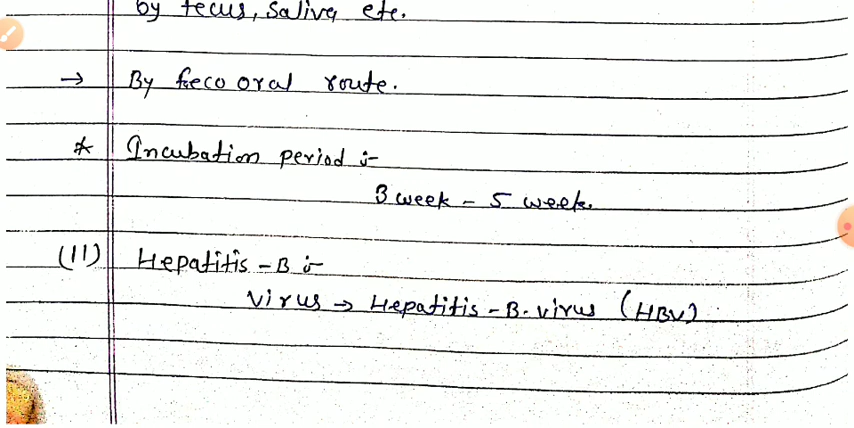 by fecus, Saliva etc.
→ By feco oral route.
* Incubation period :-
3 week - 5 week.
(II) Hepatitis - B :-
Virus → Hepatitis - B. virus (HBV)